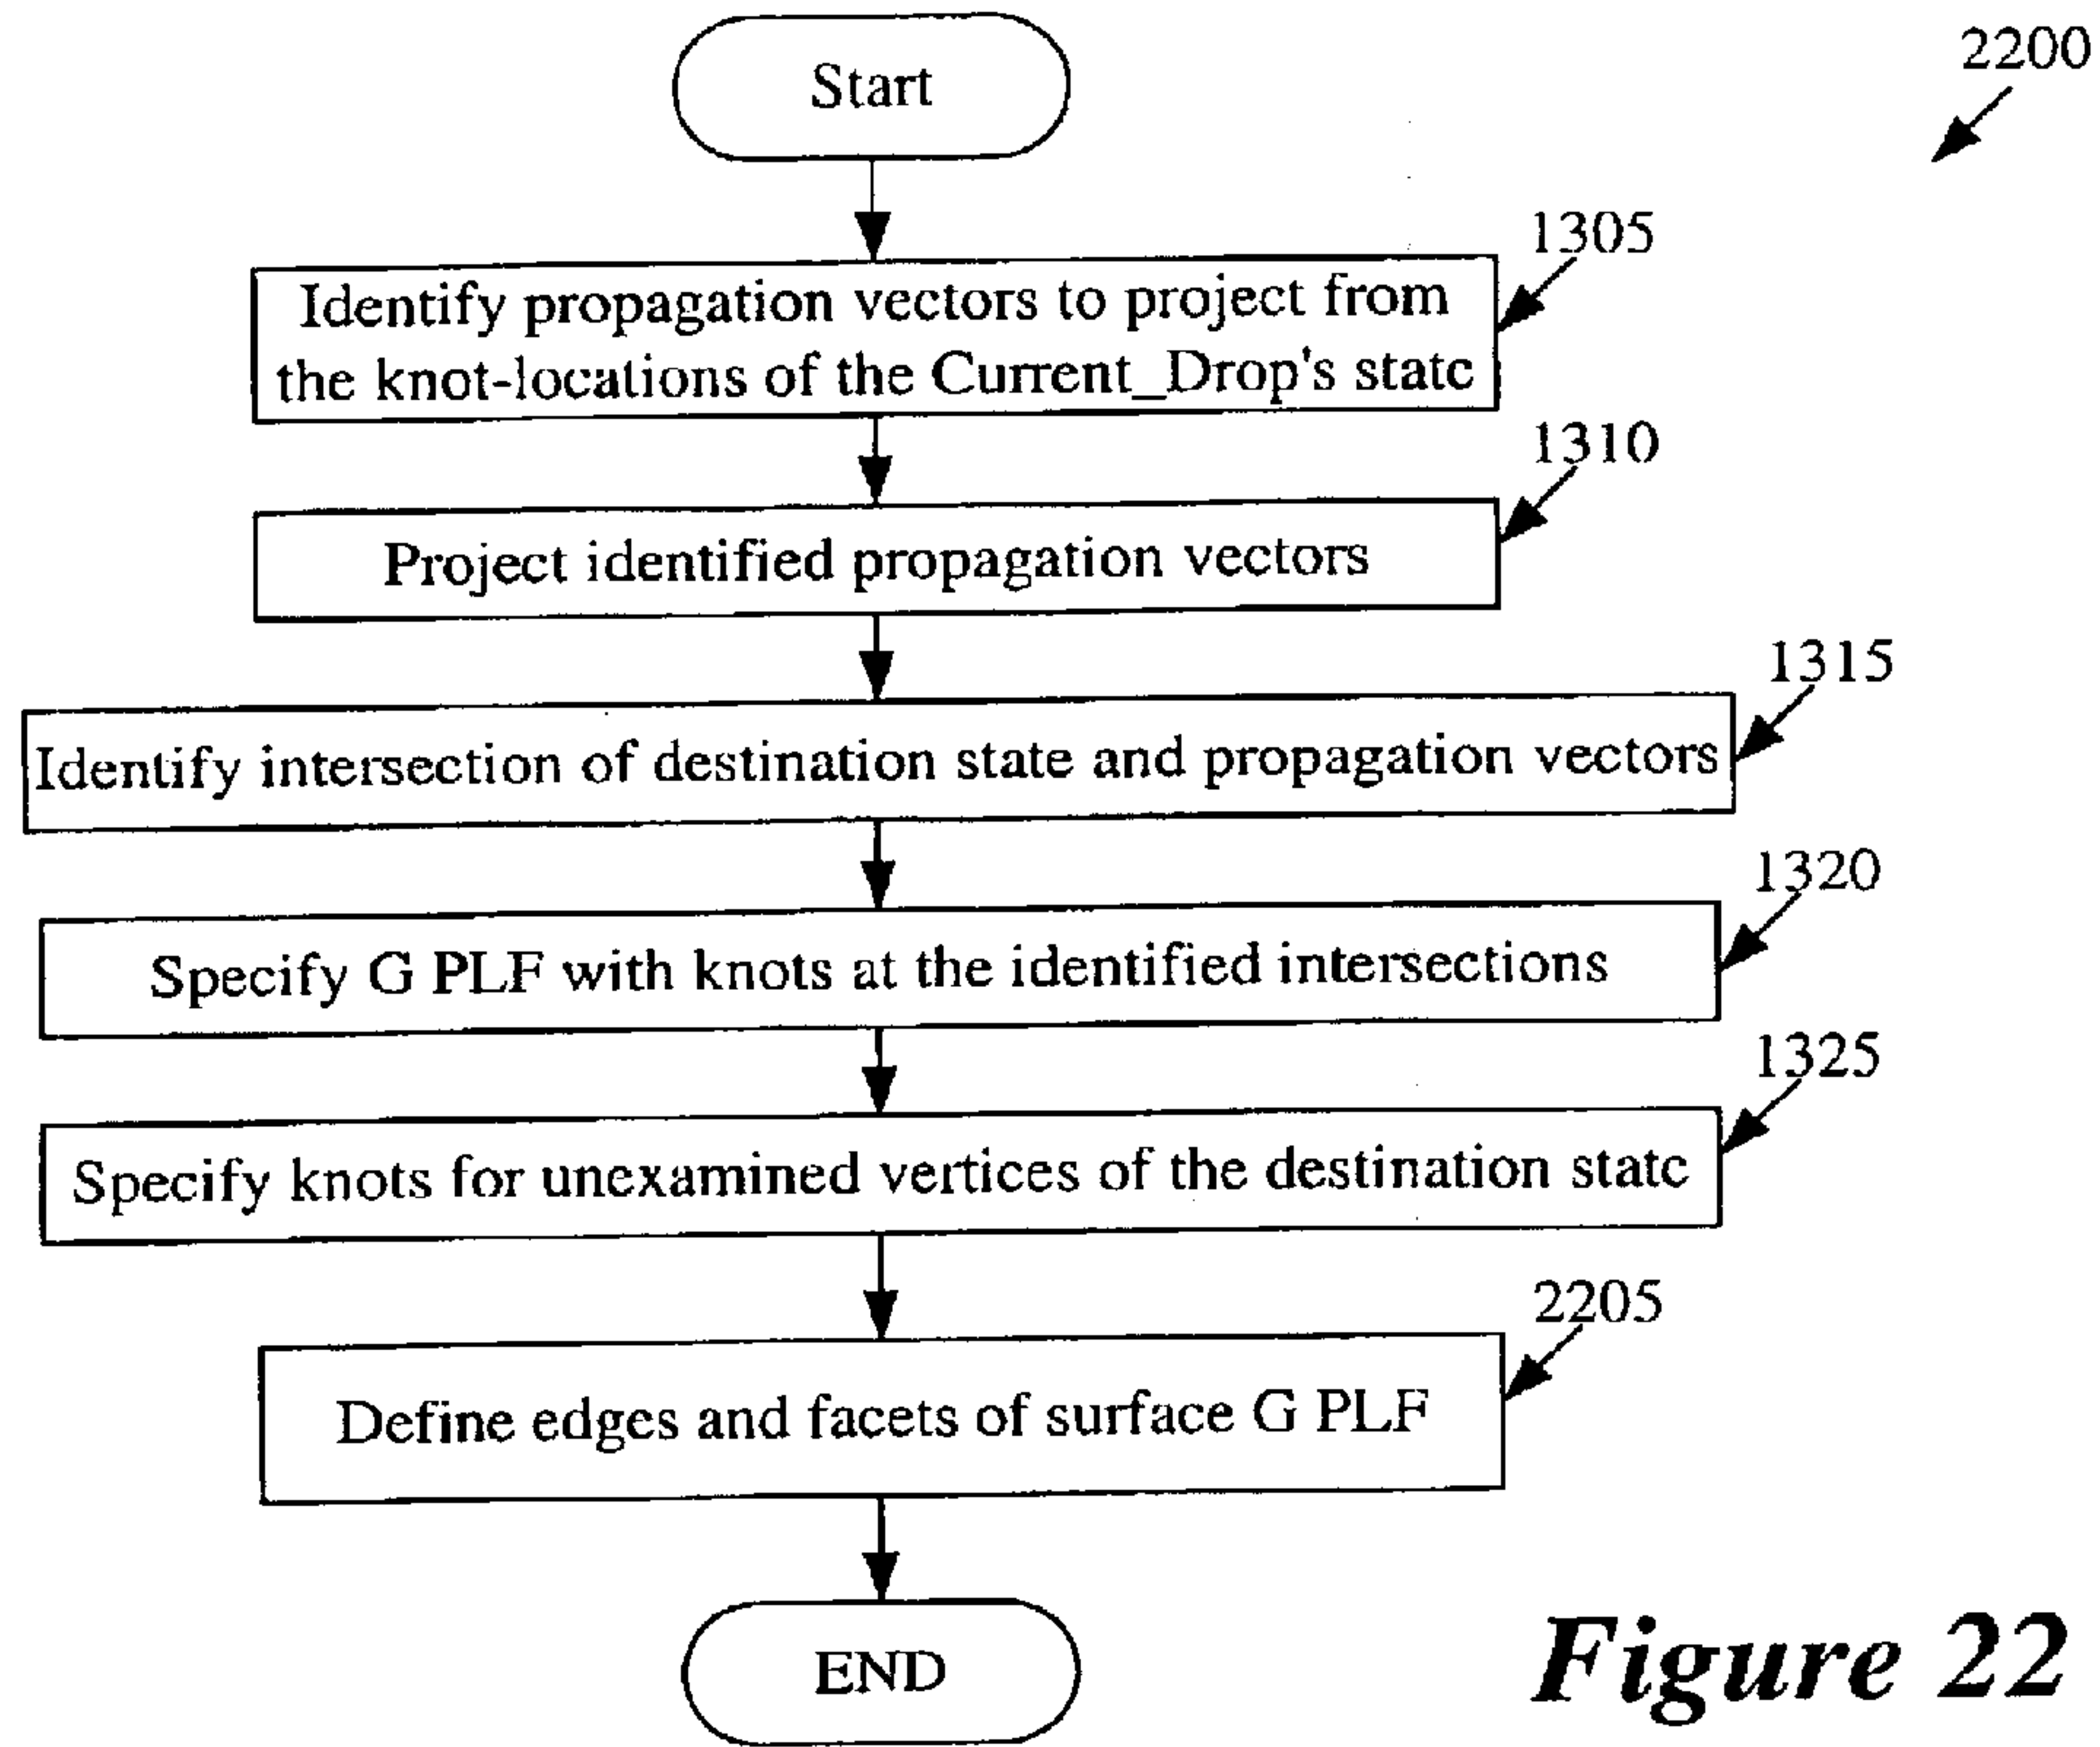 Start
2200
1305
Identify propagation vectors to project from
the knot-locations of the Current_Drop's state
1310
Project identified propagation vectors
1315
Identify intersection of destination state and propagation vectors
1320
Specify G PLF with knots at the identified intersections
1325
Specify knots for unexamined vertices of the destination state
2205
Define edges and facets of surface G PLF
END
Figure 22